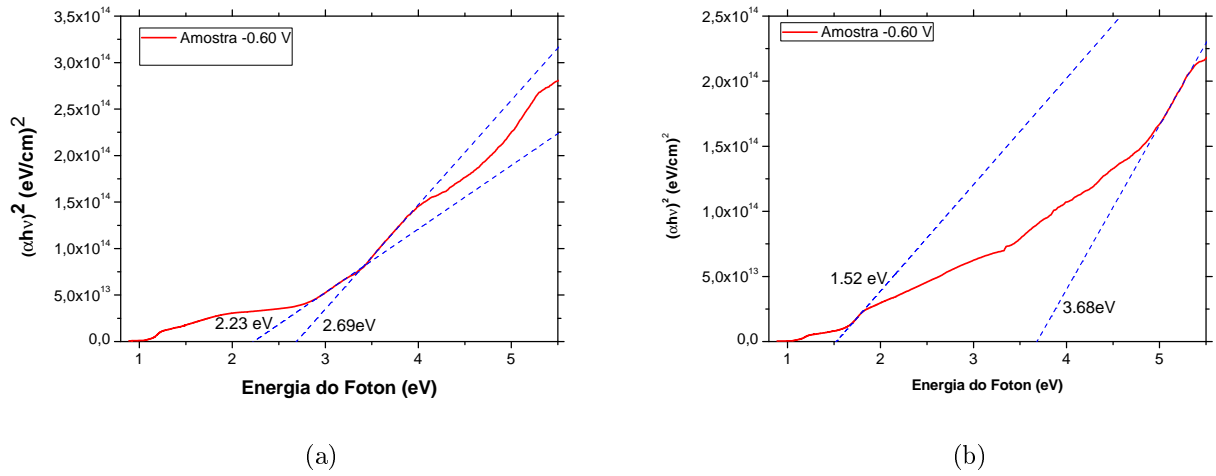 4,0x10^14
3,5x10^14
3,0x10^14
2,5x10^14
2,0x10^14
1,5x10^14
1,0x10^14
5,0x10^13
0,0
(αhν)^2 (eV/cm)^2
Amostra -0.60 V
2.23 eV
2.69eV
1
2
3
4
5
Energia do Foton (eV)
(a)
2,5x10^14
2,0x10^14
1,5x10^14
1,0x10^14
5,0x10^13
0,0
(αhν)^2 (eV/cm)^2
Amostra -0.60 V
1.52 eV
3.68eV
1
2
3
4
5
Energia do Foton (eV)
(b)